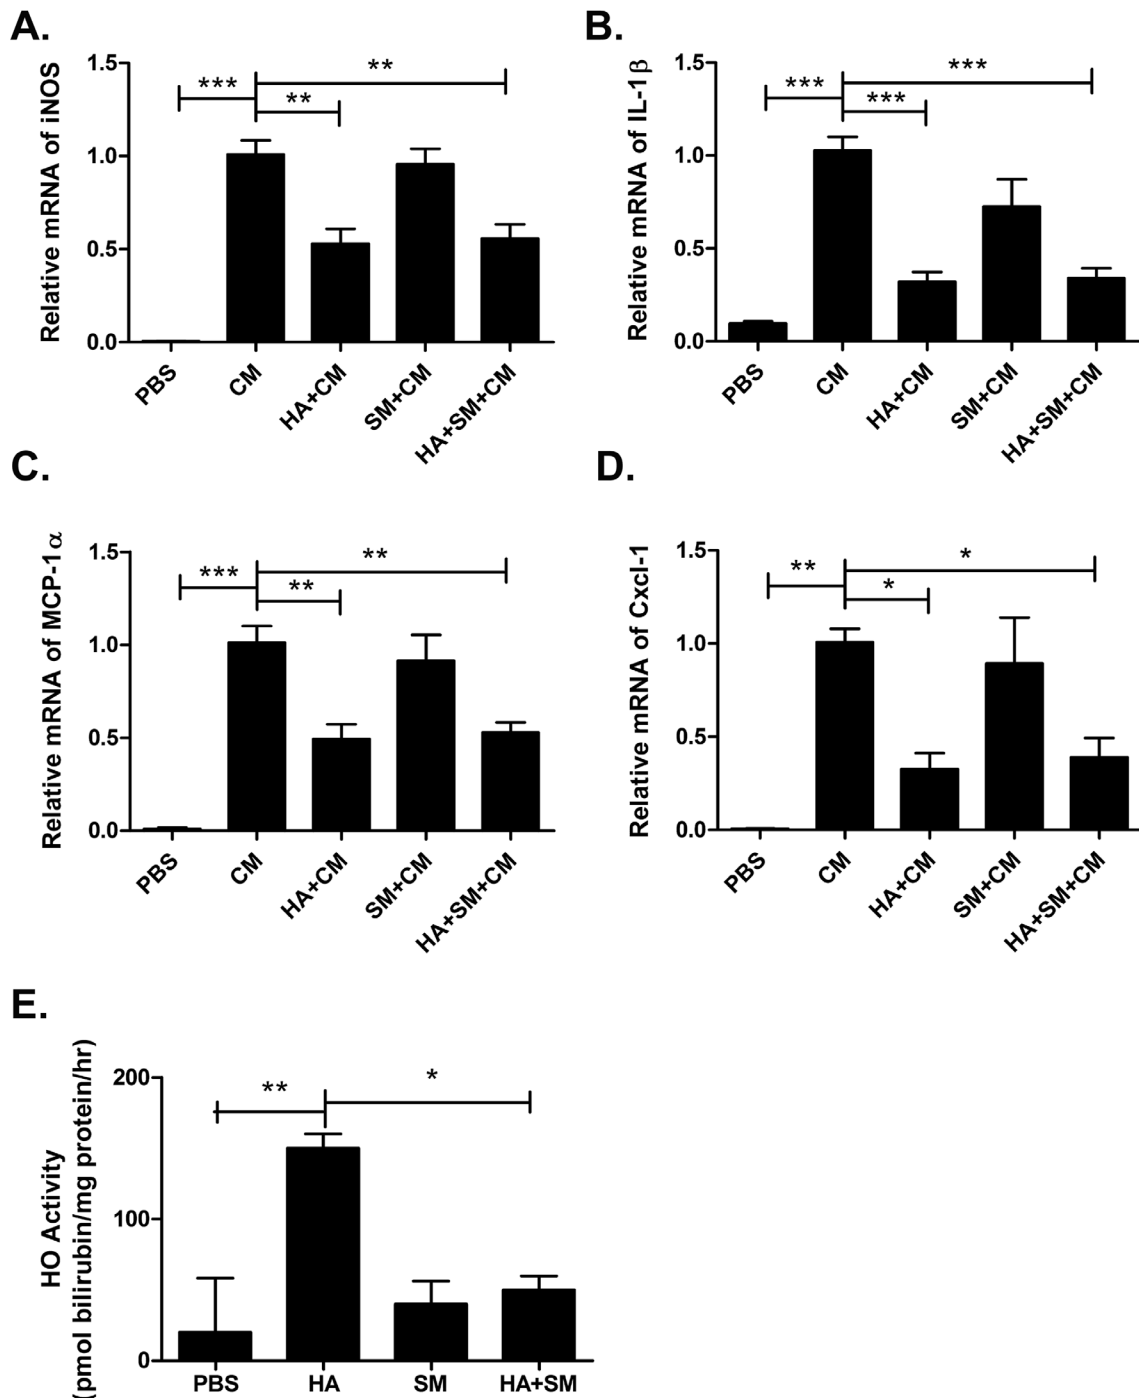 A.
Relative mRNA of iNOS
1.5
1.0
0.5
0.0
***
**
**
PBS
CM
HA+CM
SM+CM
HA+SM+CM
B.
Relative mRNA of IL-1β
1.5
1.0
0.5
0.0
***
***
***
PBS
CM
HA+CM
SM+CM
HA+SM+CM
C.
Relative mRNA of MCP-1α
1.5
1.0
0.5
0.0
***
**
**
PBS
CM
HA+CM
SM+CM
HA+SM+CM
D.
Relative mRNA of Cxcl-1
1.5
1.0
0.5
0.0
**
*
*
PBS
CM
HA+CM
SM+CM
HA+SM+CM
E.
HO Activity
(pmol bilirubin/mg protein/hr)
200
100
0
**
*
PBS
HA
SM
HA+SM